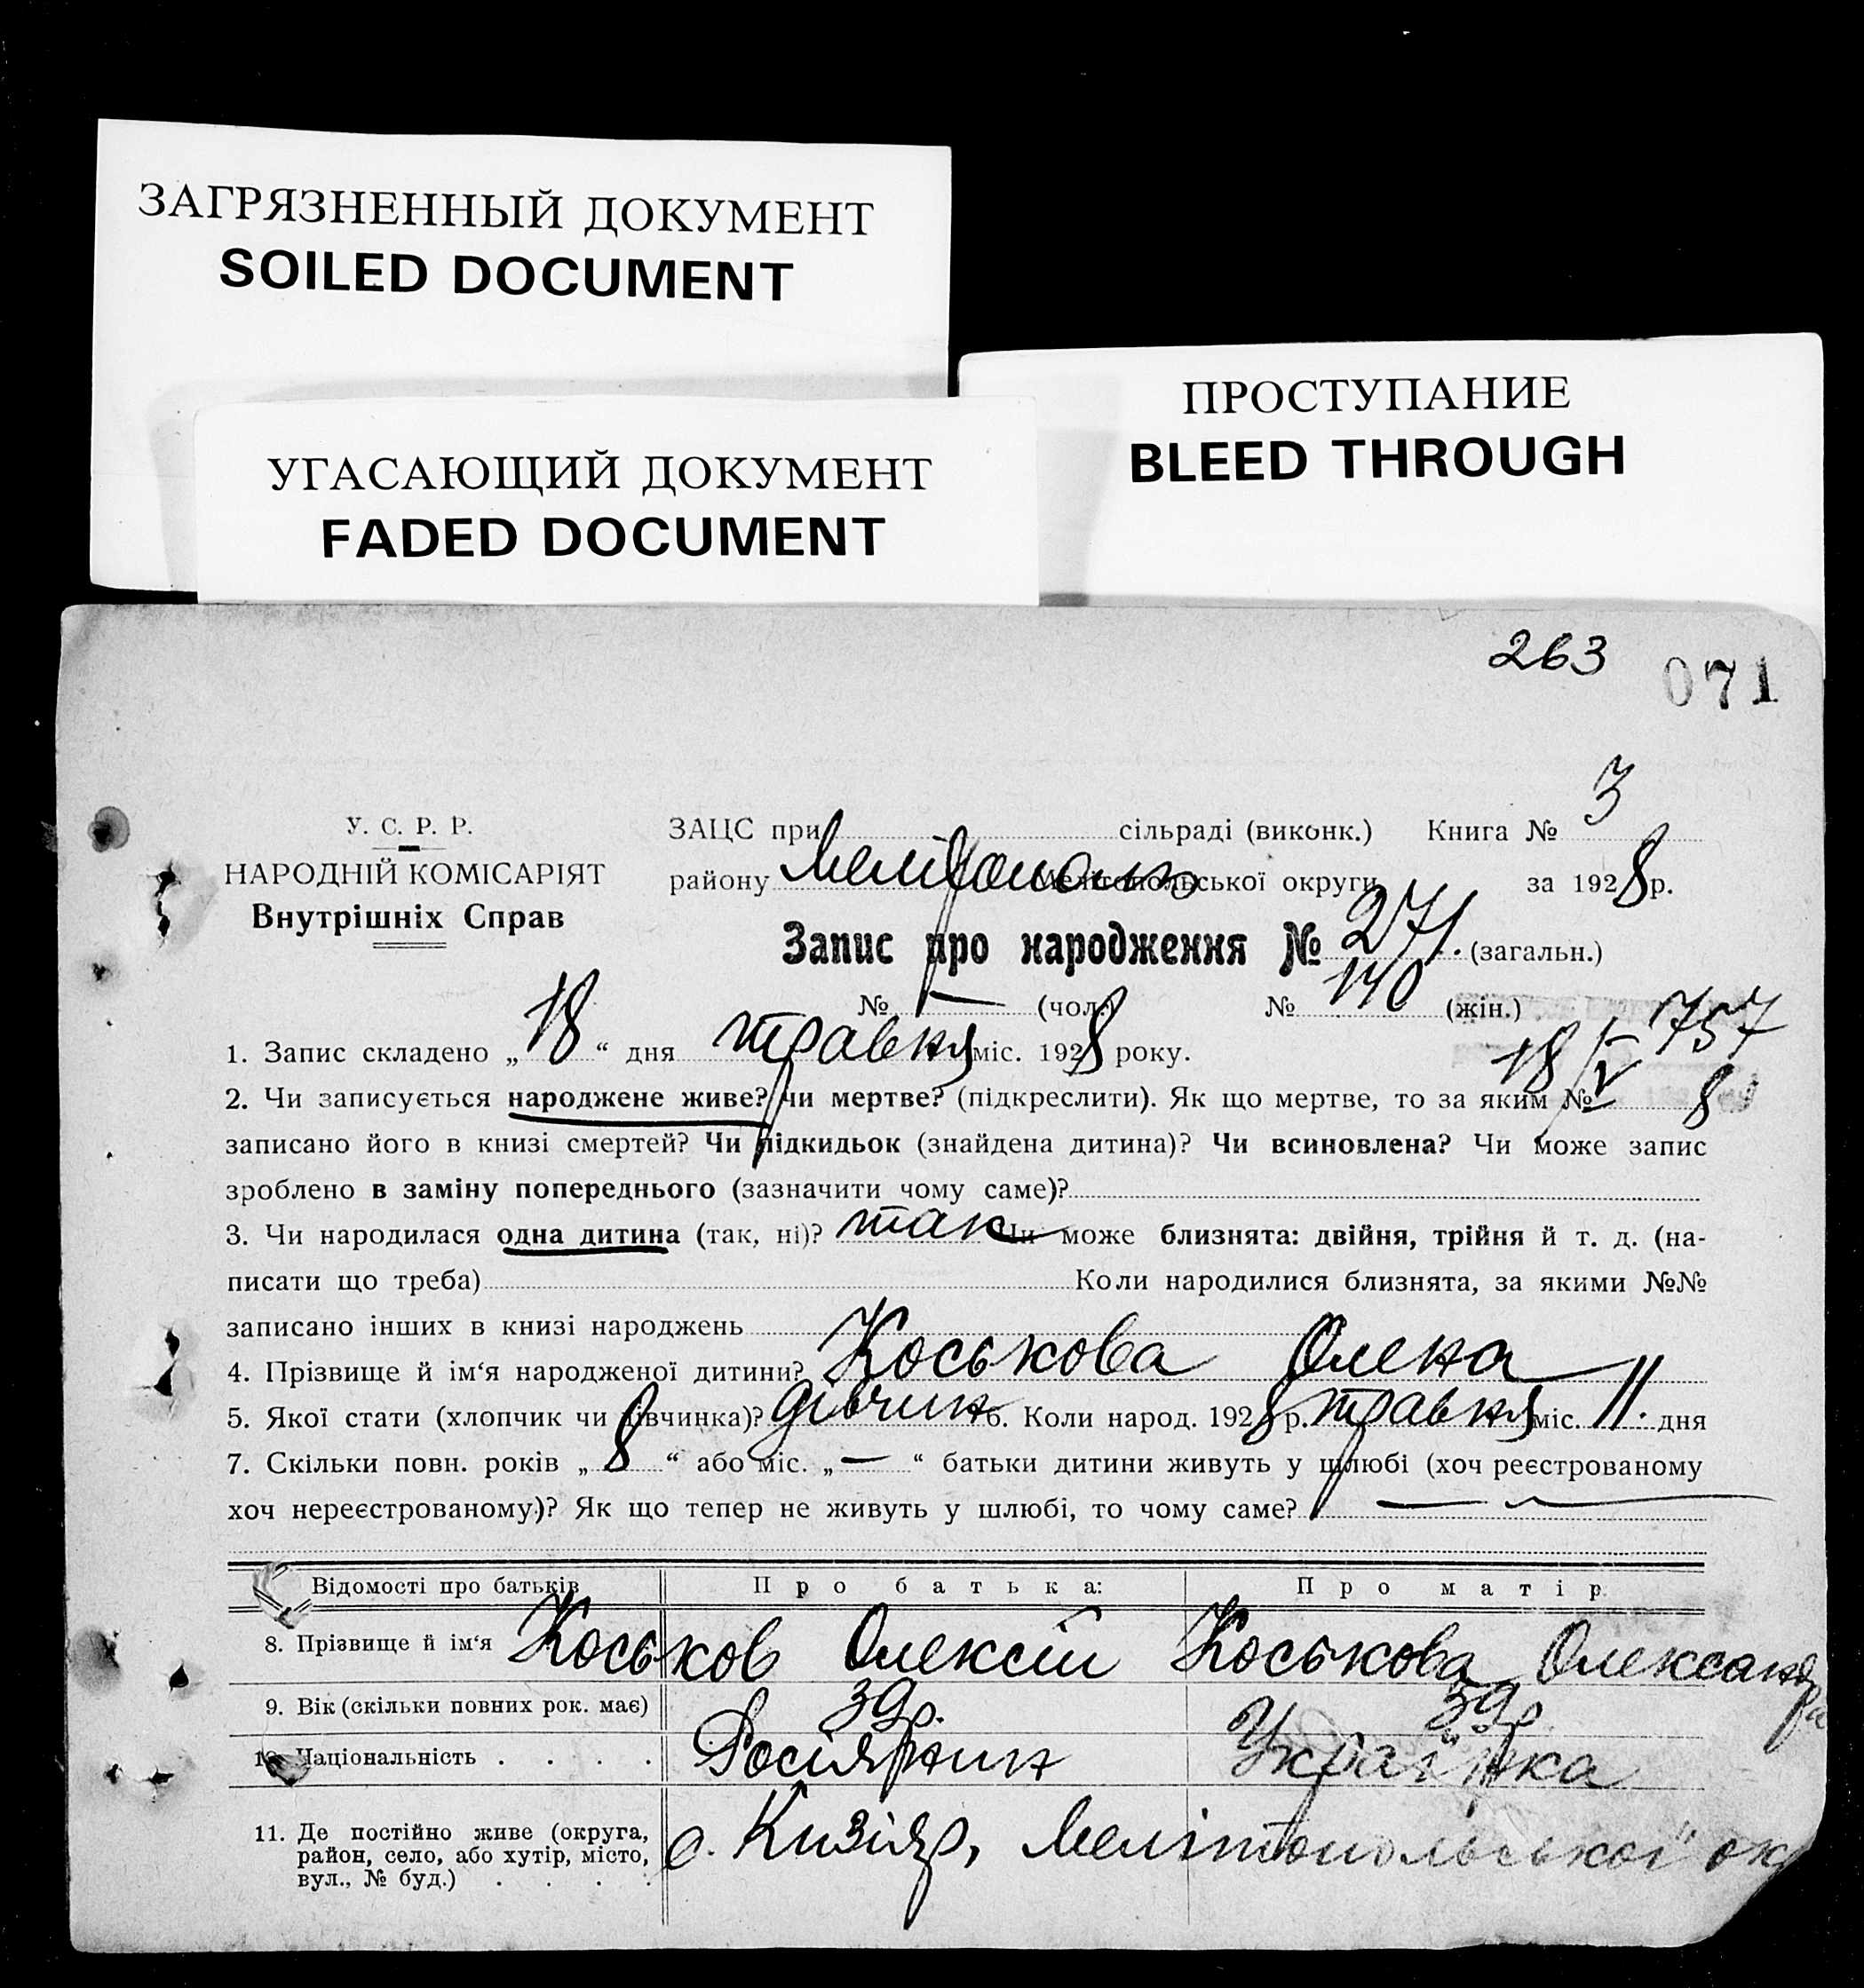 ЗАГРЯЗНЕННЫЙ ДОКУМЕНТ
SOILED DOCUMENT
УГАСАЮЩИЙ ДОКУМЕНТ
FADED DOCUMENT
ПРОСТУПАНИЕ
BLEED THROUGH
263
071
У. С. Р. Р.
НАРОДНІЙ КОМІСАРІЯТ
Внутрішніх Справ
ЗАЦС при сільраді (виконк.) Книга № 3
району Мелітополь Мелітопольської округи за 1928 р.
Запис про народження № 271. (загальн.)
№ — (чол.) № 140 (жін.)
757
18/V
8
1. Запис складено „18“ дня травня міс. 1928 року.
2. Чи записується народжене живе? чи мертве? (підкреслити). Як що мертве, то за яким №
записано його в книзі смертей? Чи підкидьок (знайдена дитина)? Чи всиновлена? Чи може запис
зроблено в заміну попереднього (зазначити чому саме)?
3. Чи народилася одна дитина (так, ні)? так Чи може близнята: двійня, трійня й т. д. (на-
писати що треба) Коли народилися близнята, за якими №№
записано інших в книзі народжень
4. Прізвище й ім‘я народженої дитини? Коськова Олена
5. Якої стати (хлопчик чи дівчинка)? дівчин 6. Коли народ. 1928 р. травня міс. 11. дня
7. Скільки повн. років „8“ або міс. „—“ батьки дитини живуть у шлюбі (хоч реєстрованому
хоч нереєстрованому)? Як що тепер не живуть у шлюбі, то чому саме? — —
Відомості про батьків Про батька: Про матір
8. Прізвище й ім‘я Коськов Олексій Коськова Олександра
9. Вік (скільки повних рок. має) 39 р. 39 р.
10. Національність . . . . Росіянин Українка
11. Де постійно живе (округа,
район, село, або хутір, місто,
вул., № буд.) . . . .
с. Кизіяр, Мелітопольської ок